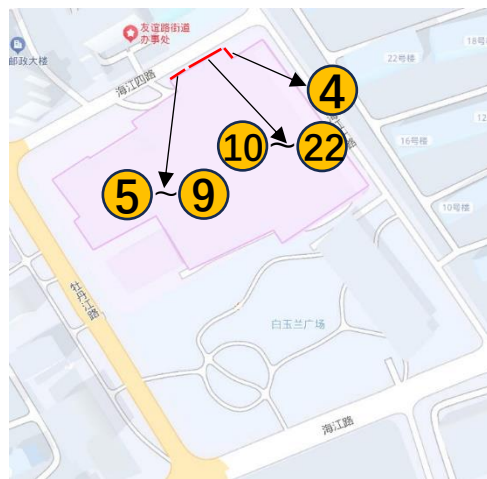 友谊路街道
办事处
邮政大楼
18号
22号楼
海江四路
4
12
10～22
16号楼
5～9
10号楼
牡丹江路
白玉兰广场
海江路